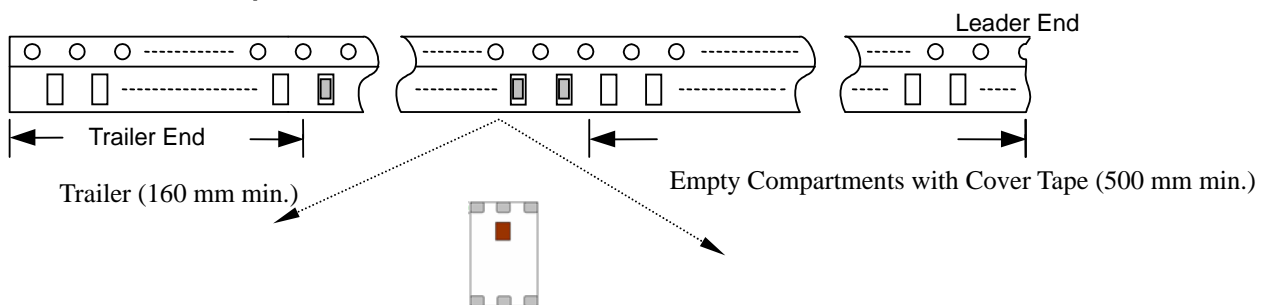 Leader End
Trailer End
Trailer (160 mm min.)
Empty Compartments with Cover Tape (500 mm min.)